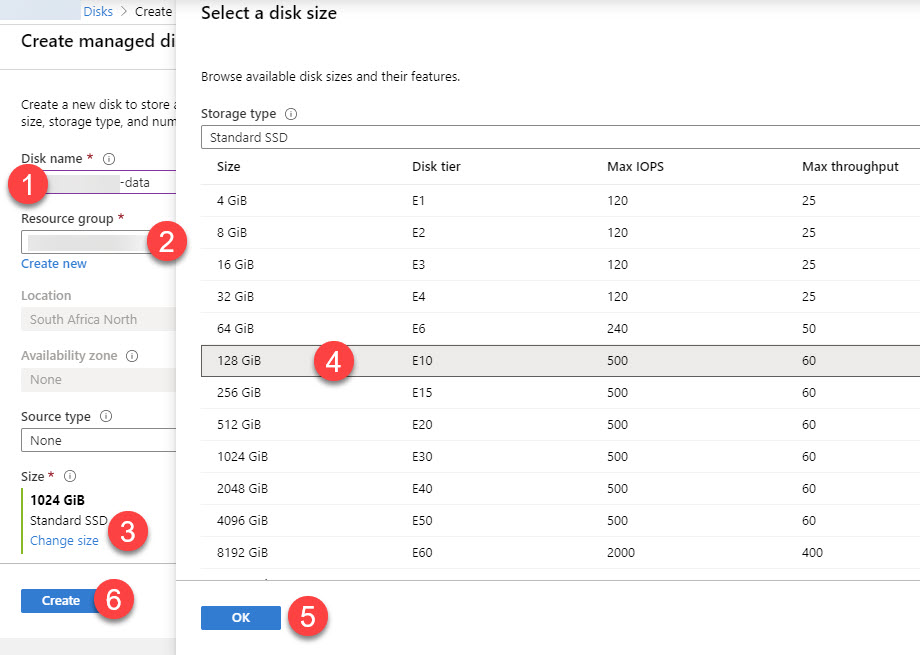 Disks > Create
Create managed di
Create a new disk to store a
size, storage type, and num
Disk name *
1
-data
Resource group *
2
Create new
Location
South Africa North
Availability zone
None
Source type
None
Size *
1024 GiB
Standard SSD
Change size
3
Create
6
Select a disk size
Browse available disk sizes and their features.
Storage type
Standard SSD
Size Disk tier Max IOPS Max throughput
4 GiB E1 120 25
8 GiB E2 120 25
16 GiB E3 120 25
32 GiB E4 120 25
64 GiB E6 240 50
128 GiB 4 E10 500 60
256 GiB E15 500 60
512 GiB E20 500 60
1024 GiB E30 500 60
2048 GiB E40 500 60
4096 GiB E50 500 60
8192 GiB E60 2000 400
OK 5